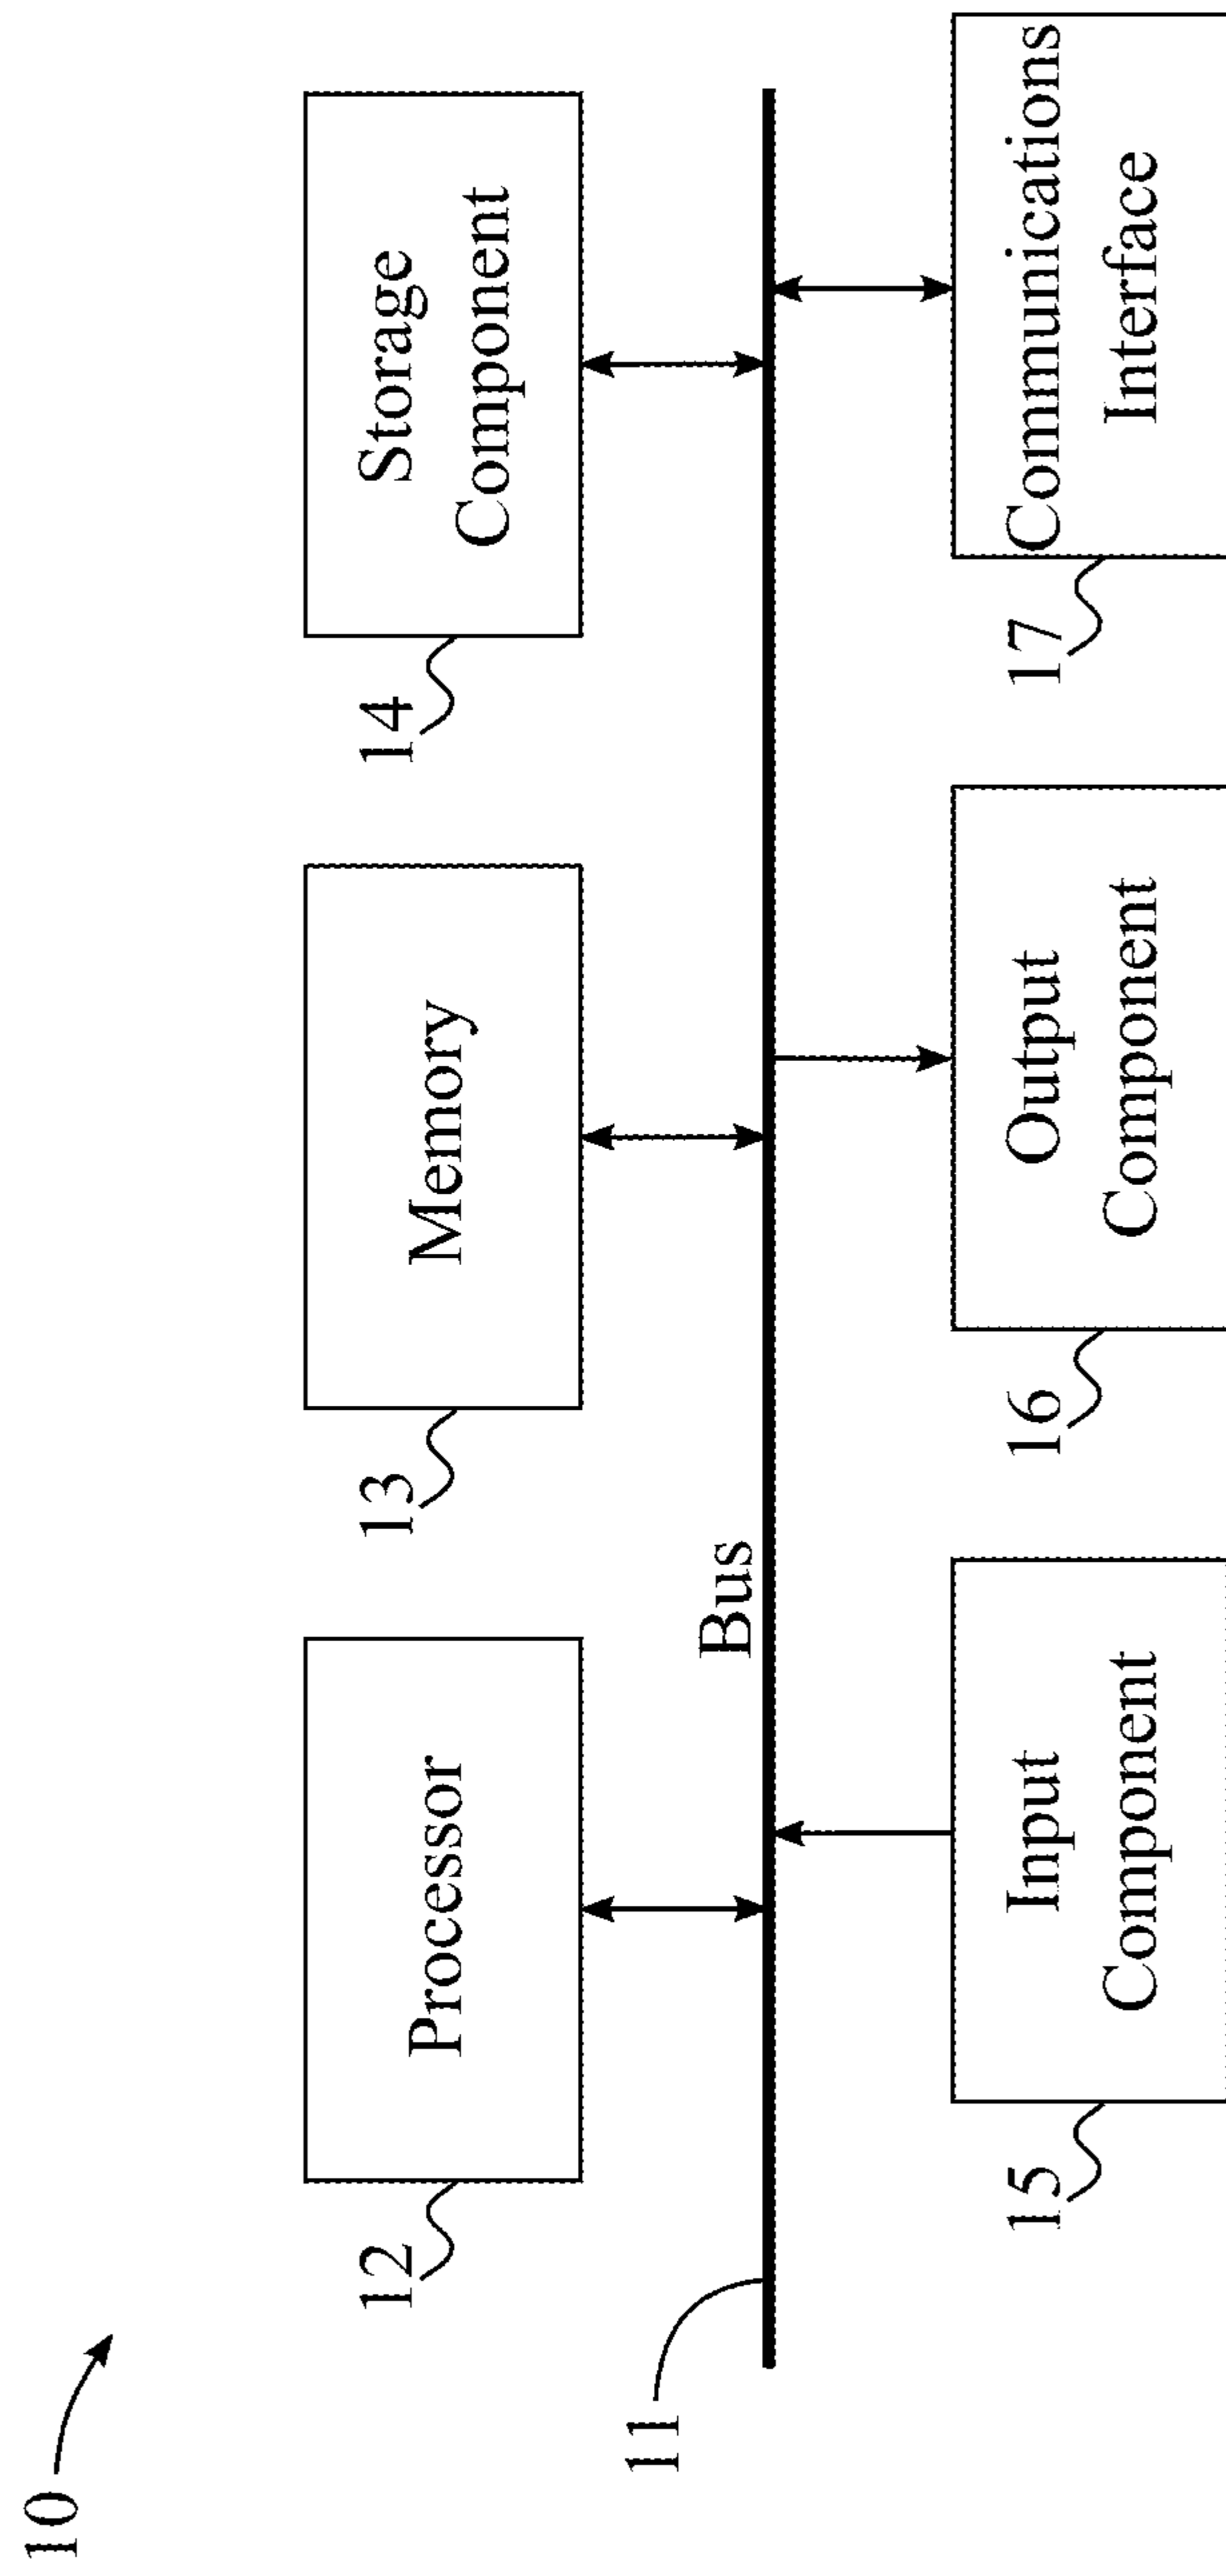 10
12
Processor
13
Memory
14
Storage
Component
11
Bus
15
Input
Component
16
Output
Component
17
Communications
Interface